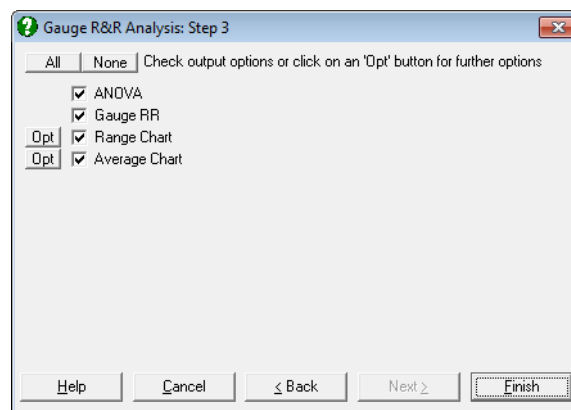 Gauge R&R Analysis: Step 3
All None Check output options or click on an 'Opt' button for further options
ANOVA
Gauge RR
Opt Range Chart
Opt Average Chart
Help Cancel < Back Next > Finish